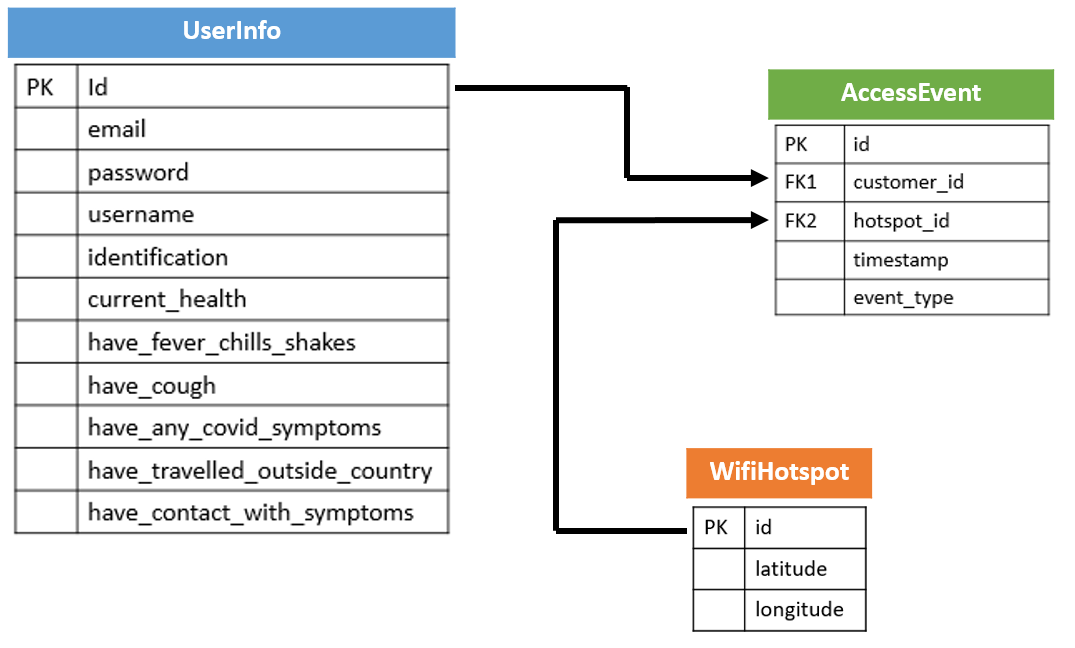 UserInfo
PK Id
email
password
username
identification
current_health
have_fever_chills_shakes
have_cough
have_any_covid_symptoms
have_travelled_outside_country
have_contact_with_symptoms
AccessEvent
PK id
FK1 customer_id
FK2 hotspot_id
timestamp
event_type
WifiHotspot
PK id
latitude
longitude